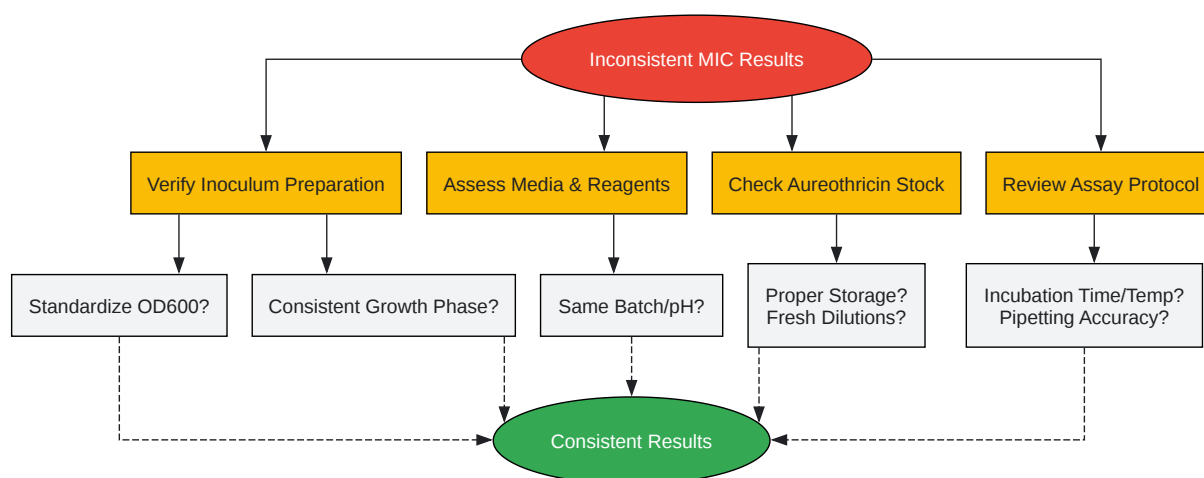 Inconsistent MIC Results
Verify Inoculum Preparation
Assess Media & Reagents
Check Aureothricin Stock
Review Assay Protocol
Standardize OD600?
Consistent Growth Phase?
Same Batch/pH?
Proper Storage?
Fresh Dilutions?
Incubation Time/Temp?
Pipetting Accuracy?
Consistent Results